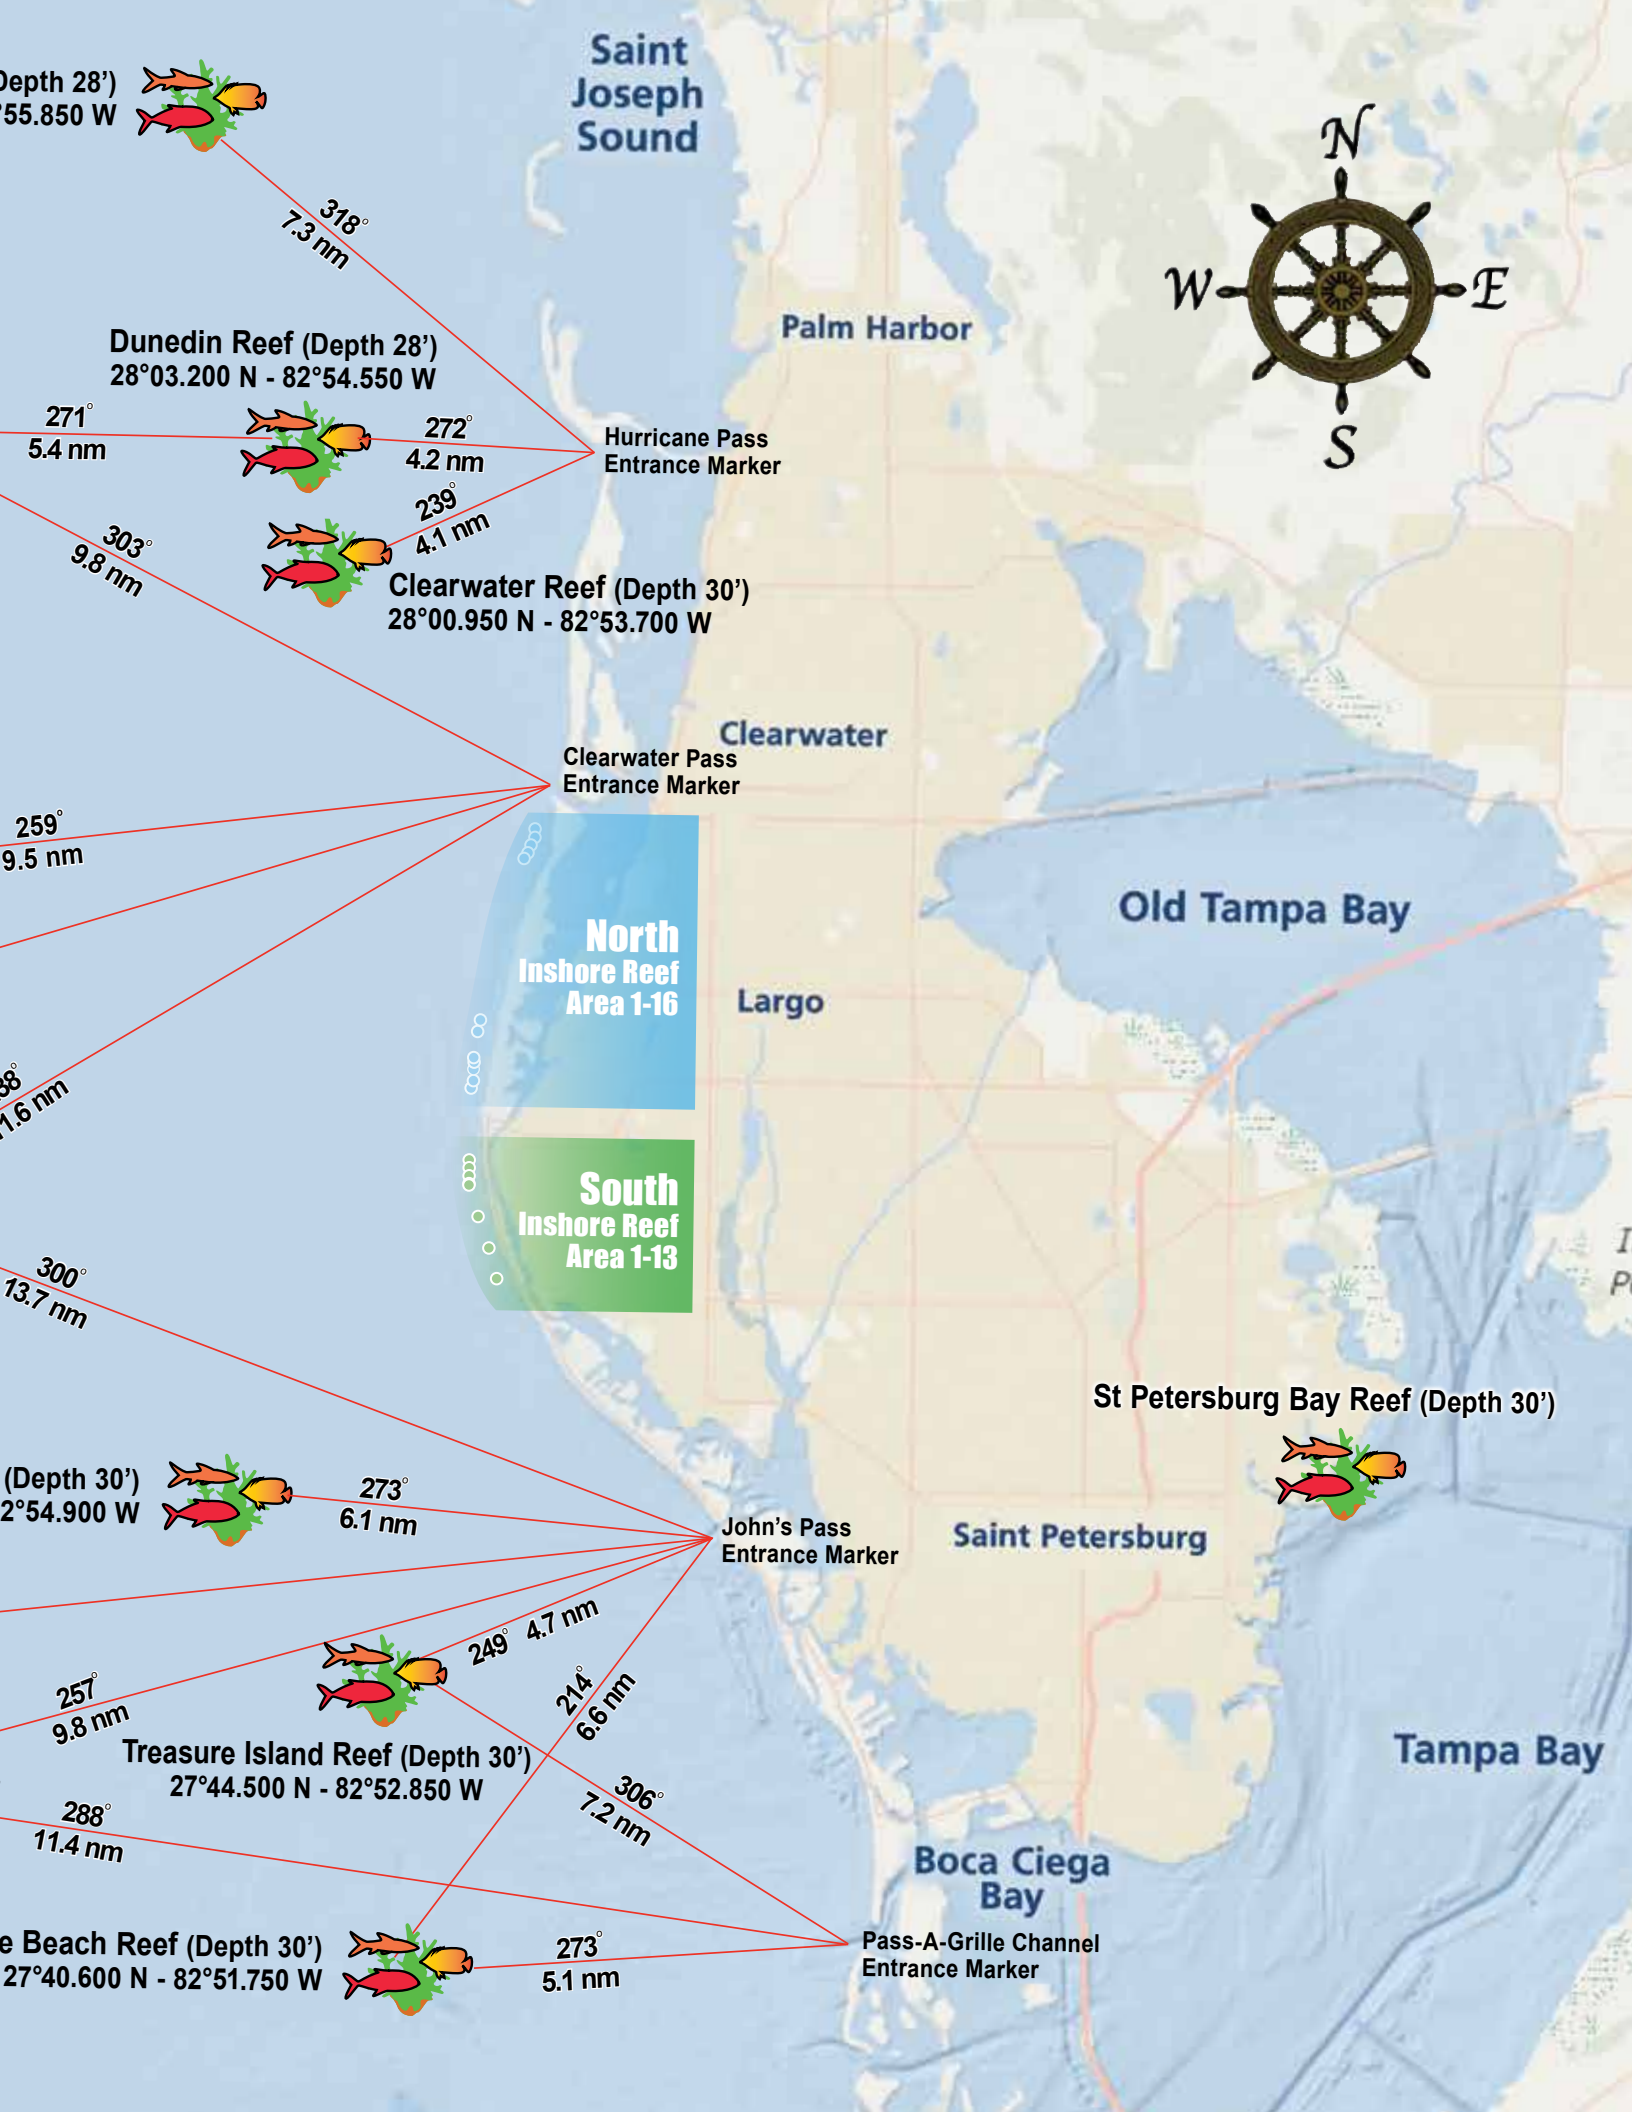 Saint
Joseph
Sound
Depth 28’)
55.850 W
N
W
E
S
318°
7.3 nm
Palm Harbor
Dunedin Reef (Depth 28’)
28°03.200 N - 82°54.550 W
271°
5.4 nm
272°
4.2 nm
Hurricane Pass
Entrance Marker
239°
4.1 nm
303°
9.8 nm
Clearwater Reef (Depth 30’)
28°00.950 N - 82°53.700 W
Clearwater
Clearwater Pass
Entrance Marker
259°
9.5 nm
Old Tampa Bay
North
Inshore Reef
Area 1-16
Largo
38°
1.6 nm
South
Inshore Reef
Area 1-13
300°
13.7 nm
St Petersburg Bay Reef (Depth 30’)
(Depth 30’)
2°54.900 W
273°
6.1 nm
John’s Pass
Entrance Marker
Saint Petersburg
249° 4.7 nm
214°
6.6 nm
257°
9.8 nm
Treasure Island Reef (Depth 30’)
27°44.500 N - 82°52.850 W
Tampa Bay
306°
7.2 nm
288°
11.4 nm
Boca Ciega
Bay
e Beach Reef (Depth 30’)
27°40.600 N - 82°51.750 W
273°
5.1 nm
Pass-A-Grille Channel
Entrance Marker